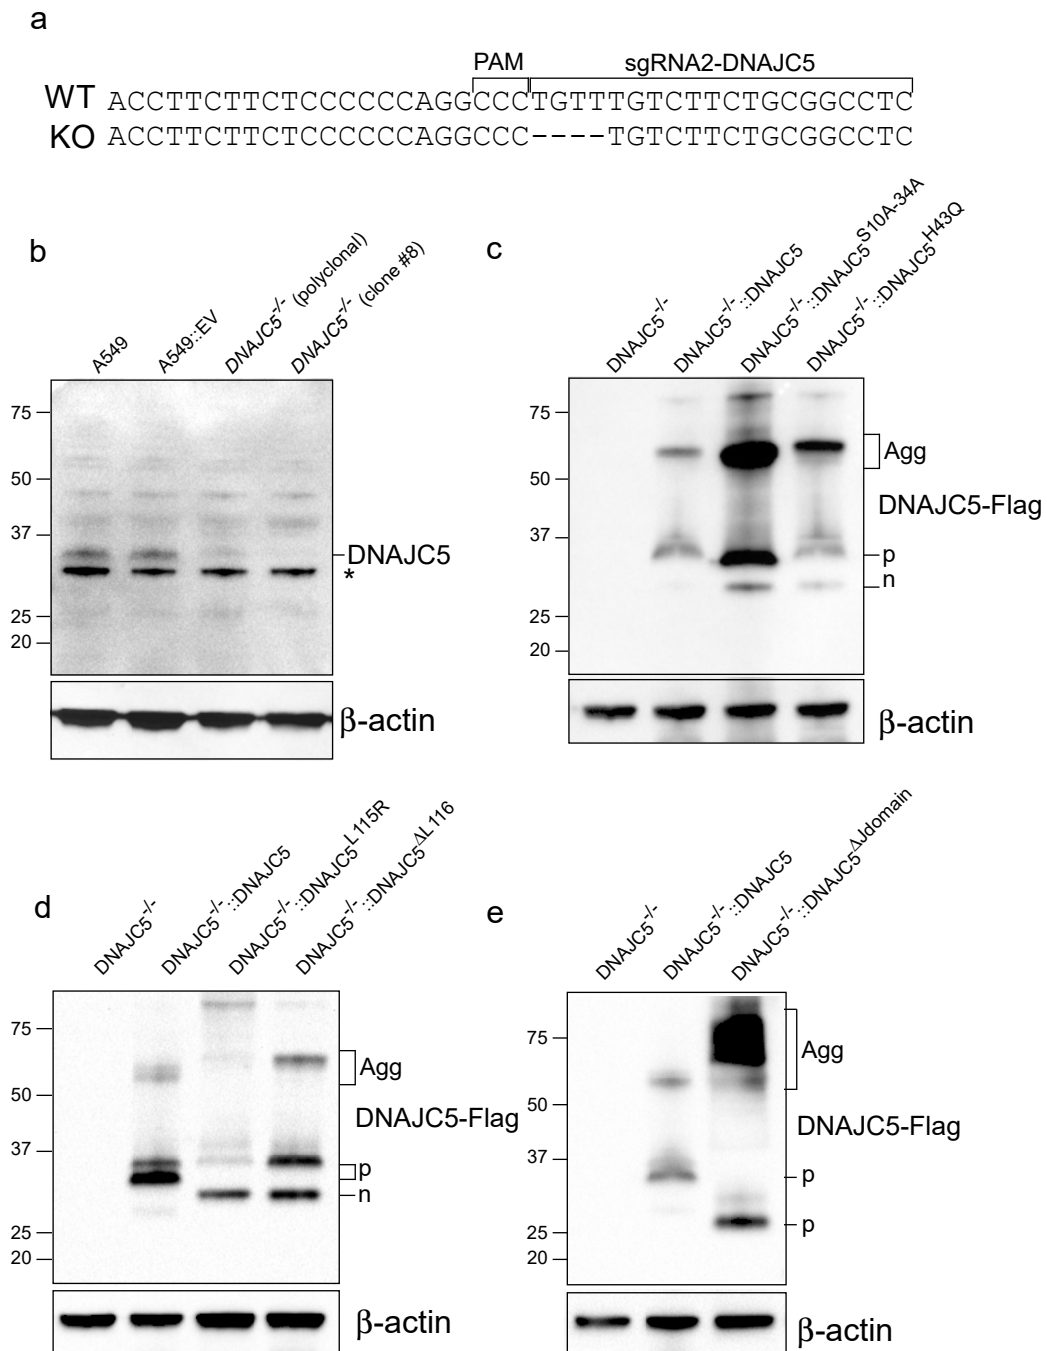 a
PAM sgRNA2-DNAJC5
WT ACCTTCTTCTCCCCCCAGGCCCTGTTTGTCTTCTGCGGCCTC
KO ACCTTCTTCTCCCCCCAGGCCC----TGTCTTCTGCGGCCTC
b
A549
A549::EV
DNAJC5-/- (polyclonal)
DNAJC5-/- (clone #8)
75
50
37
25
20
DNAJC5
*
β-actin
c
DNAJC5-/-
DNAJC5-/-::DNAJC5
DNAJC5-/-::DNAJC5S10A-34A
DNAJC5-/-::DNAJC5H43Q
75
50
37
25
20
Agg
DNAJC5-Flag
p
n
β-actin
d
DNAJC5-/-
DNAJC5-/-::DNAJC5
DNAJC5-/-::DNAJC5L115R
DNAJC5-/-::DNAJC5ΔL116
75
50
37
25
20
Agg
DNAJC5-Flag
p
n
β-actin
e
DNAJC5-/-
DNAJC5-/-::DNAJC5
DNAJC5-/-::DNAJC5ΔJdomain
75
50
37
25
20
Agg
DNAJC5-Flag
p
p
β-actin